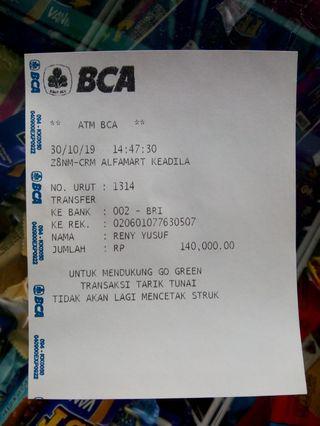 BCA
** ATM BCA **
30/10/19 14:47:30
Z8NM-CRM ALFAMART KEADILA
NO. URUT : 1314
TRANSFER
KE BANK : 002 - BRI
KE REK. : 020601077630507
NAMA : RENY YUSUF
JUMLAH : RP 140,000.00
UNTUK MENDUKUNG GO GREEN
TRANSAKSI TARIK TUNAI
TIDAK AKAN LAGI MENCETAK STRUK
BCA
BCA
BCA